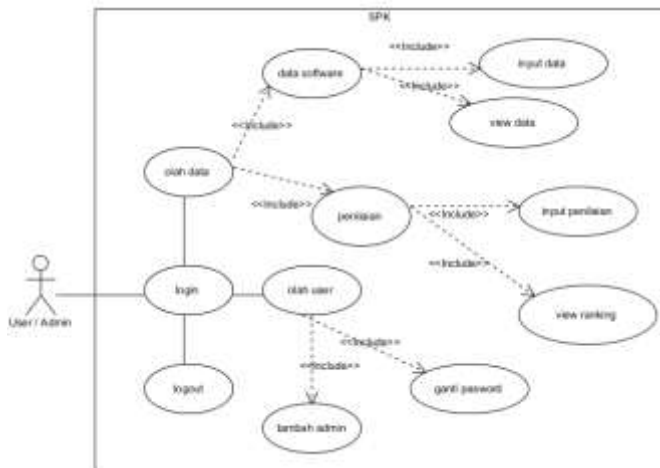 SPK
<<Include>>
input data
data software
<<Include>>
view data
<<Include>>
olah data
<<Include>>
penilaian
<<Include>>
input penilaian
<<Include>>
login
olah user
view ranking
User / Admin
<<Include>>
<<Include>>
logout
ganti pasword
tambah admin